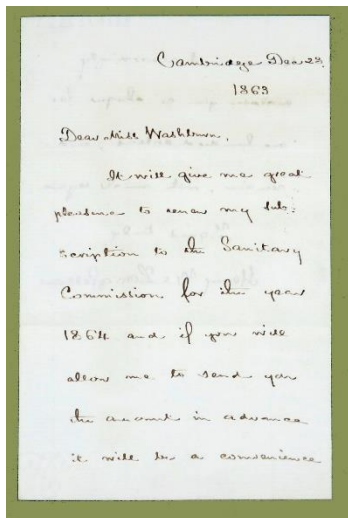 Cambridge Dec 23.
1863
Dear Miss Washburn,
It will give me great
pleasure to renew my sub-
scription to the Sanitary
Commission for the year
1864 and if you will
allow me to send you
the amount in advance
it will be a convenience